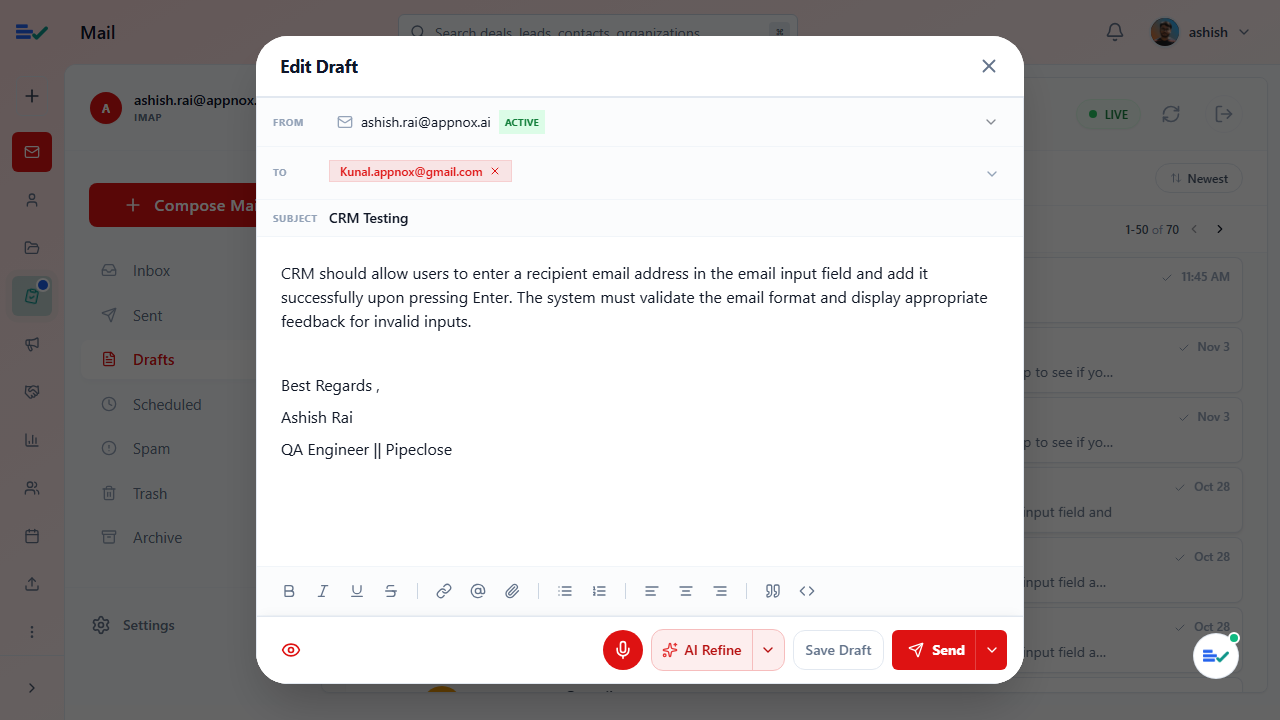 Mail
Search deals, leads, contacts, organizations
ashish
A
ashish.rai@appnox.
IMAP
Compose Mai
Inbox
Sent
Drafts
Scheduled
Spam
Trash
Archive
Settings
Edit Draft
FROM
ashish.rai@appnox.ai
ACTIVE
TO
Kunal.appnox@gmail.com
SUBJECT
CRM Testing
CRM should allow users to enter a recipient email address in the email input field and add it
successfully upon pressing Enter. The system must validate the email format and display appropriate
feedback for invalid inputs.
Best Regards ,
Ashish Rai
QA Engineer || Pipeclose
AI Refine
Save Draft
Send
LIVE
Newest
1-50 of 70
11:45 AM
Nov 3
p to see if yo...
Nov 3
p to see if yo...
Oct 28
input field and
Oct 28
input field a...
Oct 28
input field a...